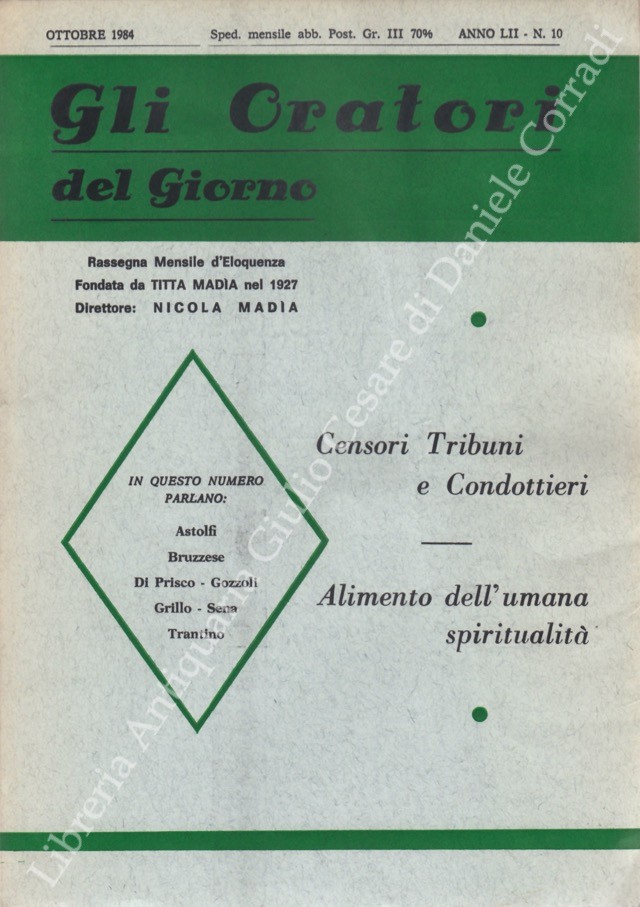 OTTOBRE 1984 Sped. mensile abb. Post. Gr. III 70% ANNO LII - N. 10
Gli Oratori
del Giorno
Rassegna Mensile d'Eloquenza
Fondata da TITTA MADÌA nel 1927
Direttore: NICOLA MADÌA
IN QUESTO NUMERO
PARLANO:
Astolfi
Bruzzese
Di Prisco - Gozzoli
Grillo - Sena
Trantino
Censori Tribuni
e Condottieri
Alimento dell'umana
spiritualità
Libreria Antiquaria Giulio Cesare di Daniele Corradi